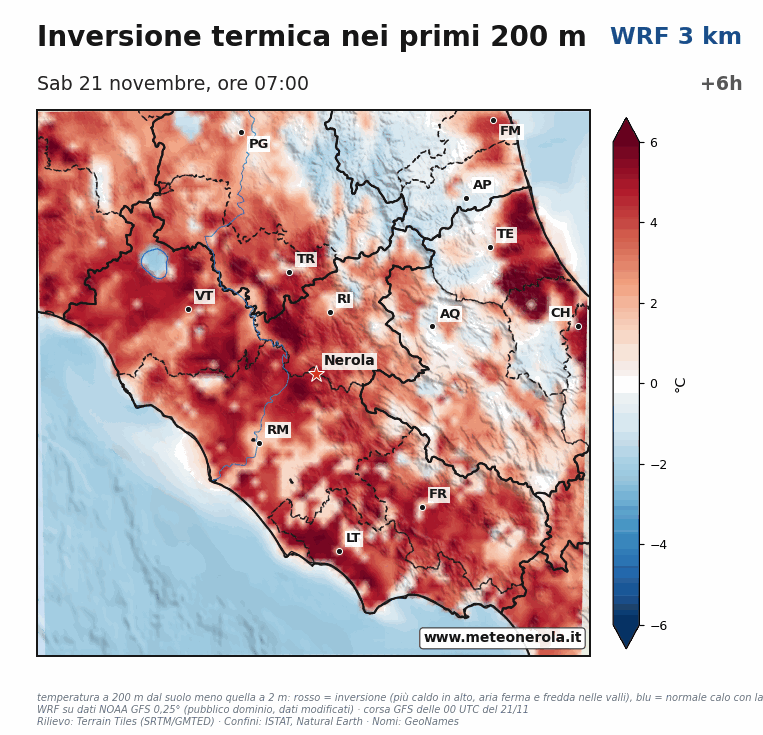 Inversione termica nei primi 200 m WRF 3 km
Sab 21 novembre, ore 07:00 +6h
FM
PG
AP
TE
TR
VT
RI
AQ
CH
Nerola
RM
FR
LT
www.meteonerola.it
6
4
2
0
−2
−4
−6
°C
temperatura a 200 m dal suolo meno quella a 2 m: rosso = inversione (più caldo in alto, aria ferma e fredda nelle valli), blu = normale calo con la
WRF su dati NOAA GFS 0,25° (pubblico dominio, dati modificati) · corsa GFS delle 00 UTC del 21/11
Rilievo: Terrain Tiles (SRTM/GMTED) · Confini: ISTAT, Natural Earth · Nomi: GeoNames